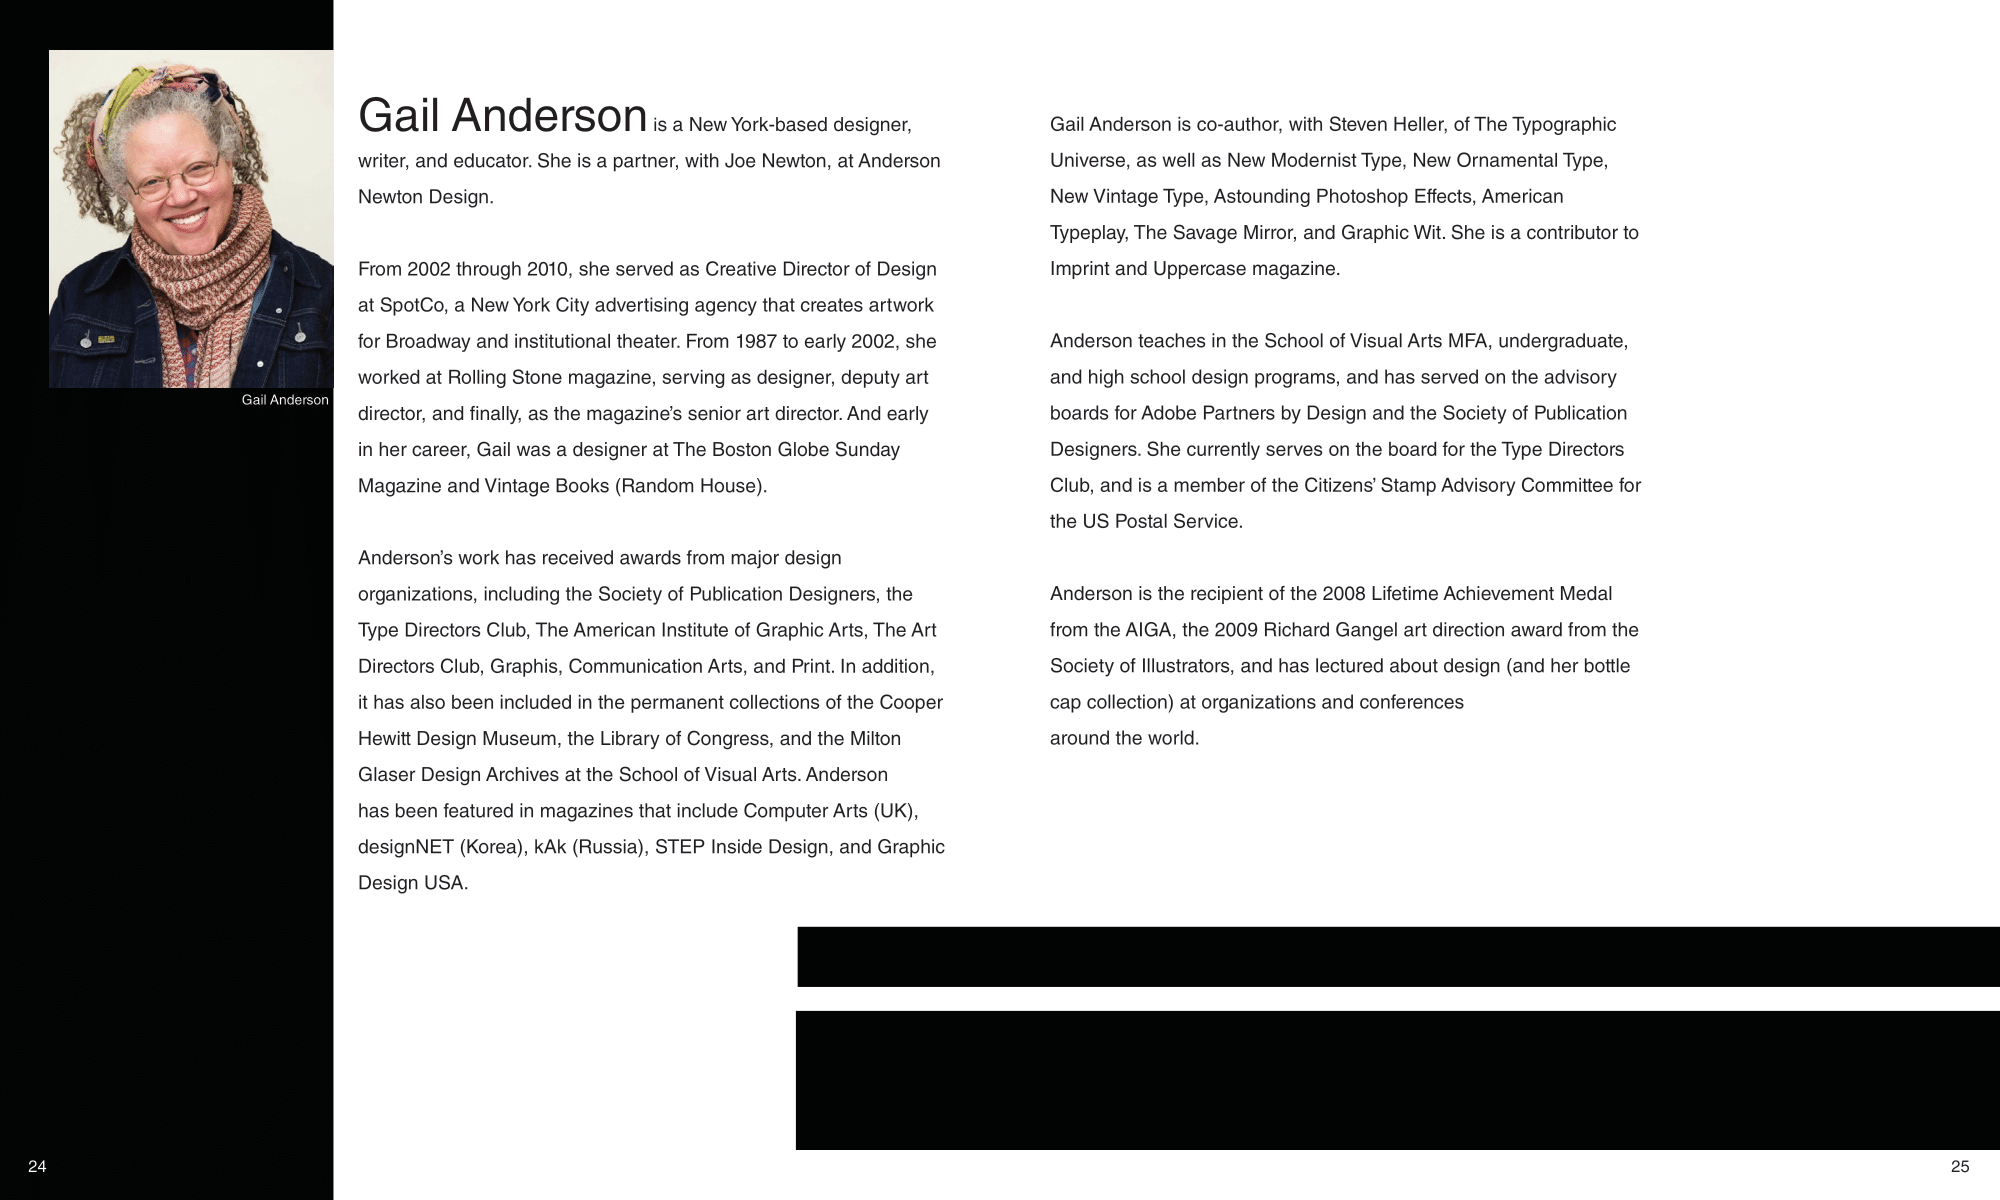 Gail Anderson
Gail Anderson is a New York-based designer,
writer, and educator. She is a partner, with Joe Newton, at Anderson
Newton Design.
From 2002 through 2010, she served as Creative Director of Design
at SpotCo, a New York City advertising agency that creates artwork
for Broadway and institutional theater. From 1987 to early 2002, she
worked at Rolling Stone magazine, serving as designer, deputy art
director, and finally, as the magazine’s senior art director. And early
in her career, Gail was a designer at The Boston Globe Sunday
Magazine and Vintage Books (Random House).
Anderson’s work has received awards from major design
organizations, including the Society of Publication Designers, the
Type Directors Club, The American Institute of Graphic Arts, The Art
Directors Club, Graphis, Communication Arts, and Print. In addition,
it has also been included in the permanent collections of the Cooper
Hewitt Design Museum, the Library of Congress, and the Milton
Glaser Design Archives at the School of Visual Arts. Anderson
has been featured in magazines that include Computer Arts (UK),
designNET (Korea), kAk (Russia), STEP Inside Design, and Graphic
Design USA.
Gail Anderson is co-author, with Steven Heller, of The Typographic
Universe, as well as New Modernist Type, New Ornamental Type,
New Vintage Type, Astounding Photoshop Effects, American
Typeplay, The Savage Mirror, and Graphic Wit. She is a contributor to
Imprint and Uppercase magazine.
Anderson teaches in the School of Visual Arts MFA, undergraduate,
and high school design programs, and has served on the advisory
boards for Adobe Partners by Design and the Society of Publication
Designers. She currently serves on the board for the Type Directors
Club, and is a member of the Citizens’ Stamp Advisory Committee for
the US Postal Service.
Anderson is the recipient of the 2008 Lifetime Achievement Medal
from the AIGA, the 2009 Richard Gangel art direction award from the
Society of Illustrators, and has lectured about design (and her bottle
cap collection) at organizations and conferences
around the world.
24
25